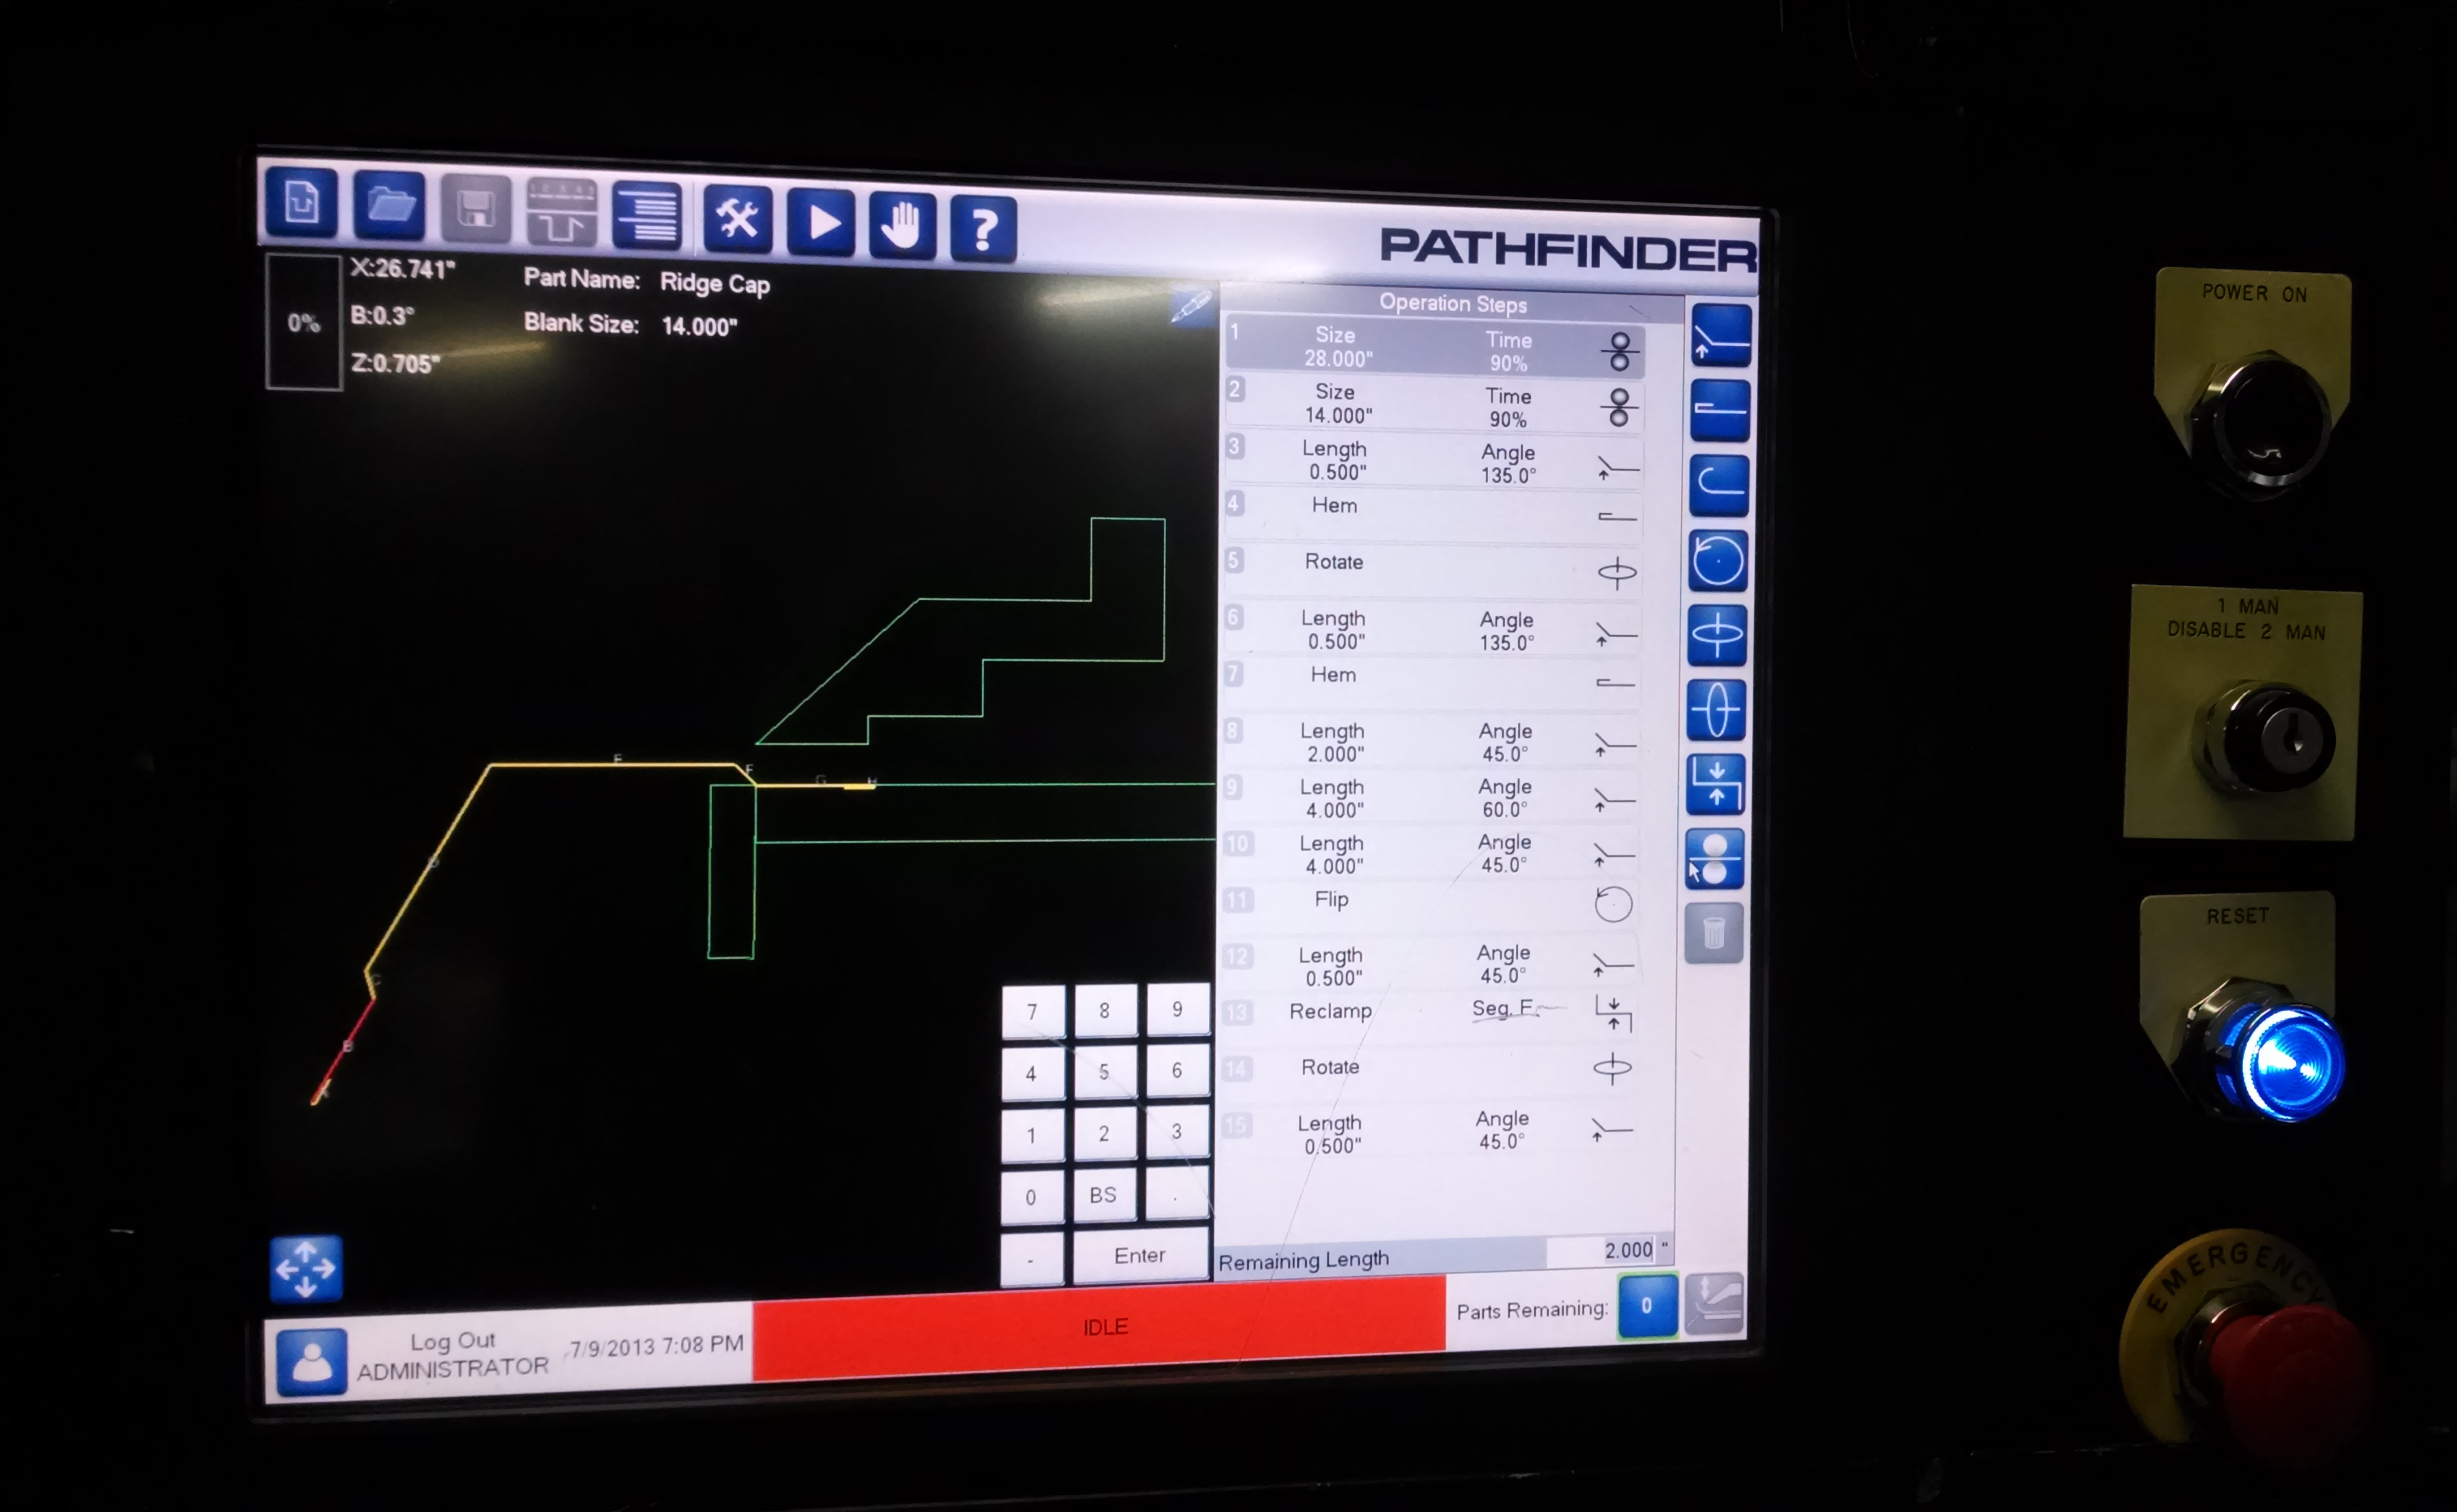 PATHFINDER
0%
X:26.741"
B:0.3°
Z:0.705"
Part Name: Ridge Cap
Blank Size: 14.000"
Operation Steps
1 Size Time
28.000" 90%
2 Size Time
14.000" 90%
3 Length Angle
0.500" 135.0°
4 Hem
5 Rotate
6 Length Angle
0.500" 135.0°
7 Hem
8 Length Angle
2.000" 45.0°
9 Length Angle
4.000" 60.0°
10 Length Angle
4.000" 45.0°
11 Flip
12 Length Angle
0.500" 45.0°
13 Reclamp Seg. F
14 Rotate
15 Length Angle
0.500" 45.0°
Remaining Length 2.000 "
E
F
G
H
B
7 8 9
4 5 6
1 2 3
0 BS .
- Enter
Log Out
ADMINISTRATOR
7/9/2013 7:08 PM
IDLE
Parts Remaining: 0
POWER ON
1 MAN
DISABLE 2 MAN
RESET
EMERGENCY